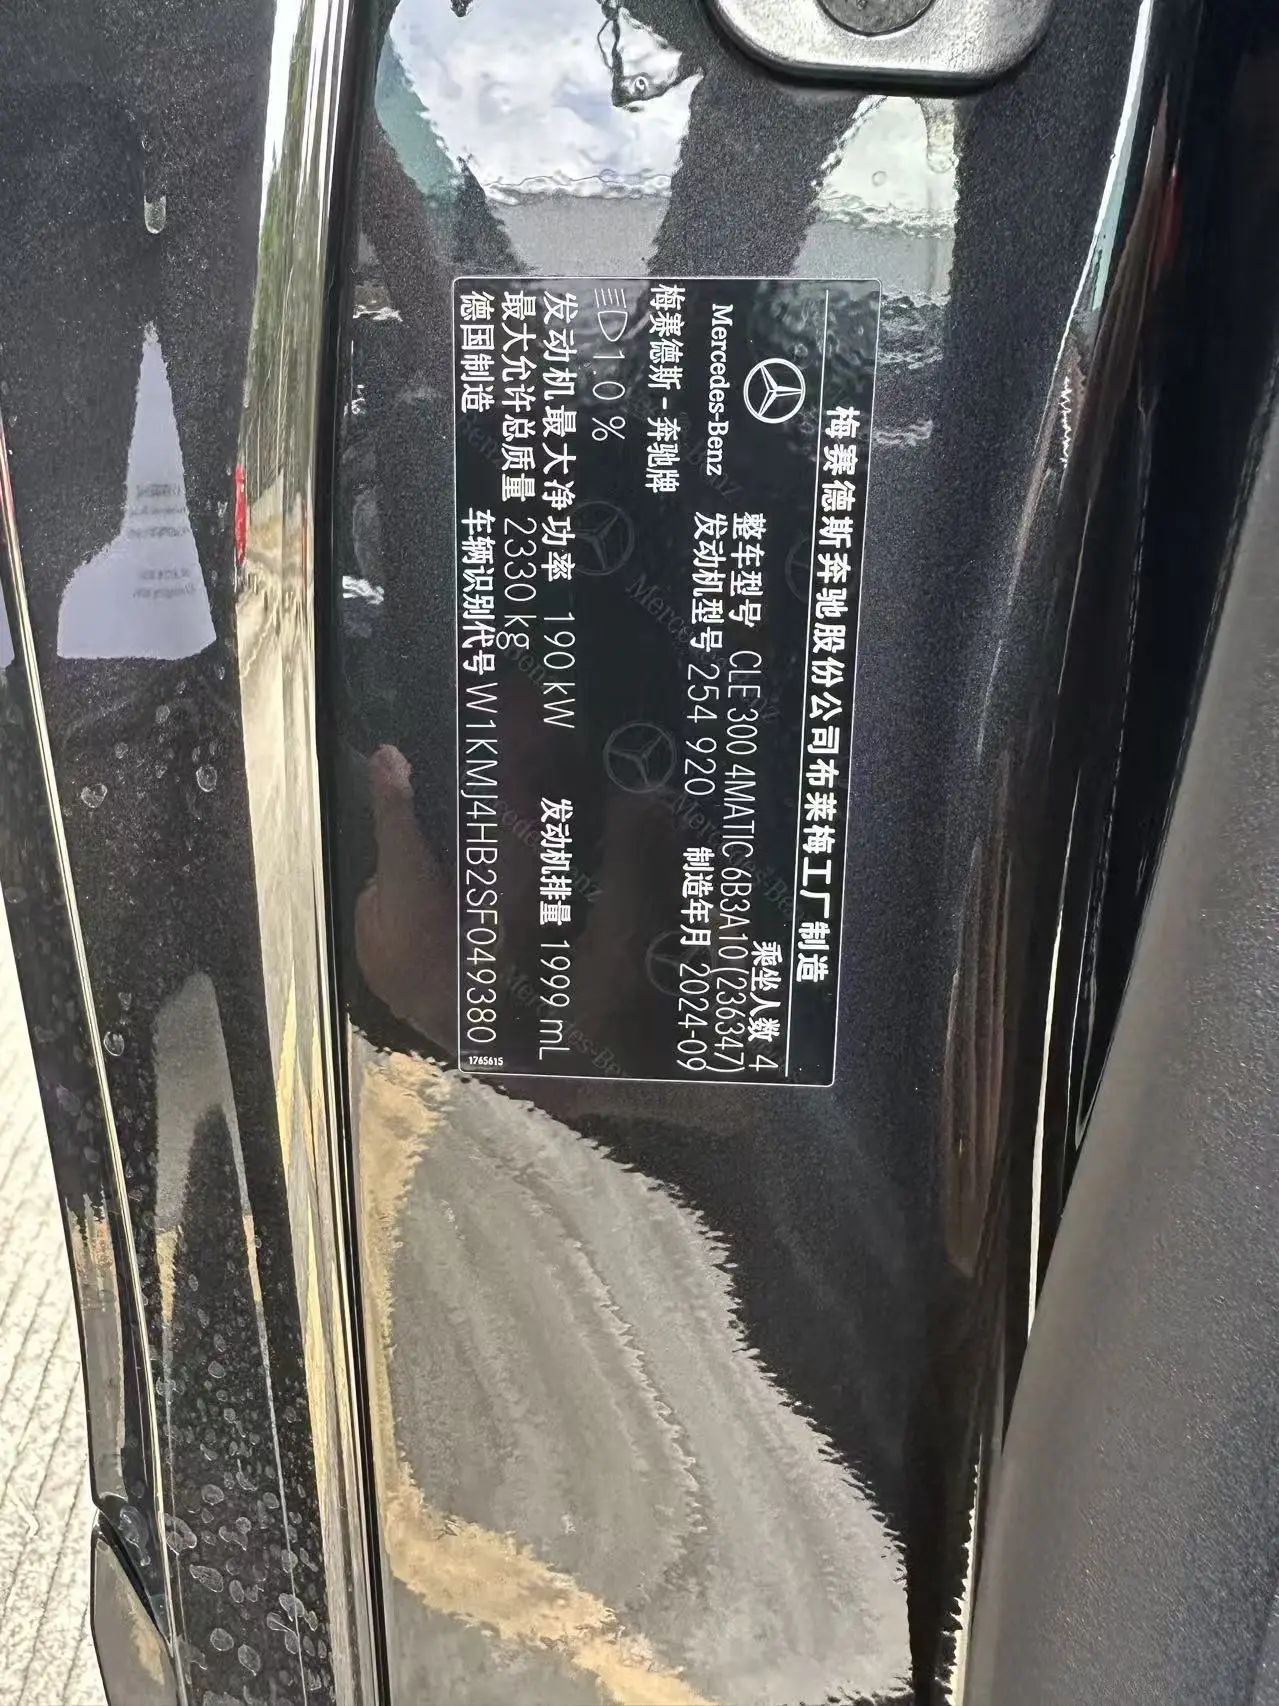 梅赛德斯奔驰股份公司布莱梅工厂制造
乘坐人数 4
整车型号 CLE 300 4MATIC 6B3A10(236347)
Mercedes-Benz
发动机型号 254 920 制造年月 2024-09
梅赛德斯-奔驰牌
1.0 %
发动机最大净功率 190 kW 发动机排量 1999 mL
最大允许总质量 2330 kg
德国制造 车辆识别代号 W1KMJ4HB2SF049380
1765615